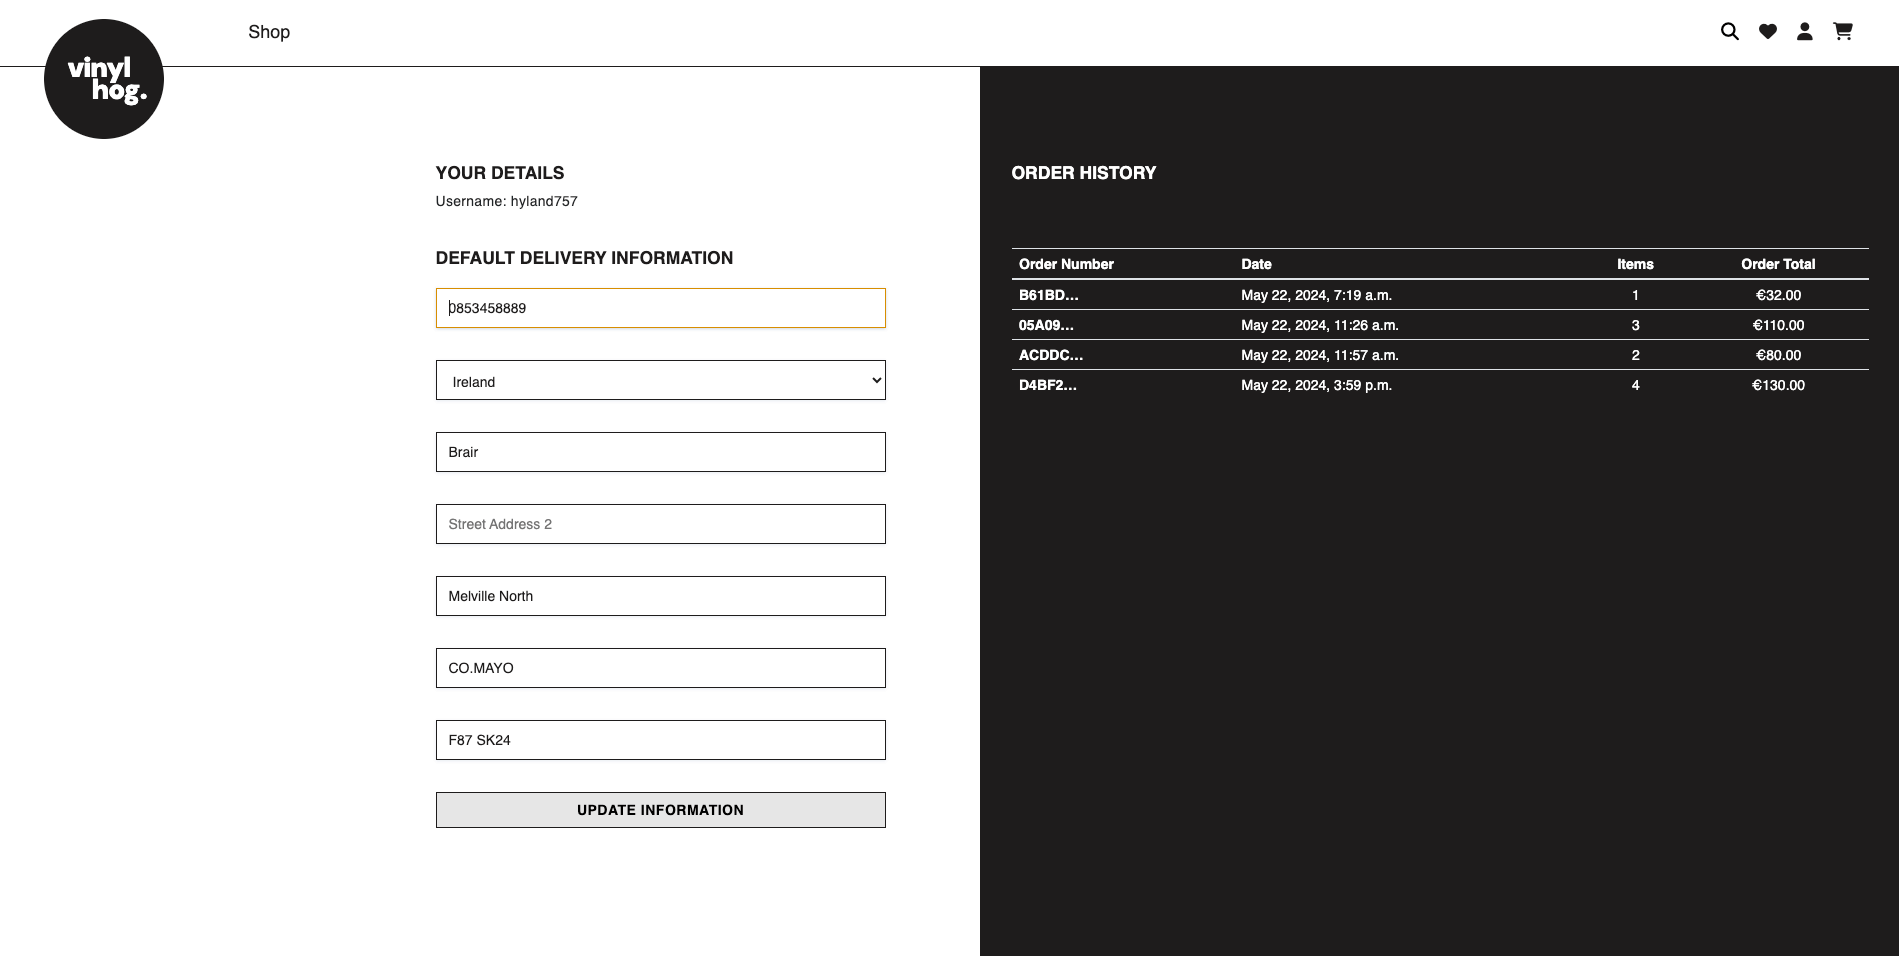 Shop
vinyl
hog.
YOUR DETAILS
Username: hyland757
DEFAULT DELIVERY INFORMATION
0853458889
Ireland
Brair
Street Address 2
Melville North
CO.MAYO
F87 SK24
UPDATE INFORMATION
ORDER HISTORY
Order Number Date Items Order Total
B61BD... May 22, 2024, 7:19 a.m. 1 €32.00
05A09... May 22, 2024, 11:26 a.m. 3 €110.00
ACDDC... May 22, 2024, 11:57 a.m. 2 €80.00
D4BF2... May 22, 2024, 3:59 p.m. 4 €130.00